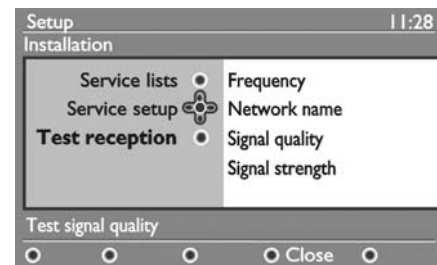 Setup 11:28
Installation
Service lists
Service setup
Test reception
Frequency
Network name
Signal quality
Signal strength
Test signal quality
Close